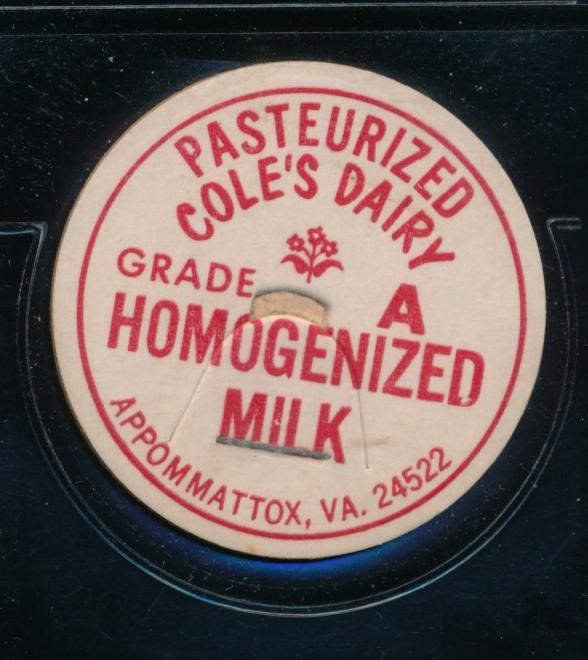 PASTEURIZED
COLE'S DAIRY
GRADE A
HOMOGENIZED
MILK
APPOMMATTOX, VA. 24522